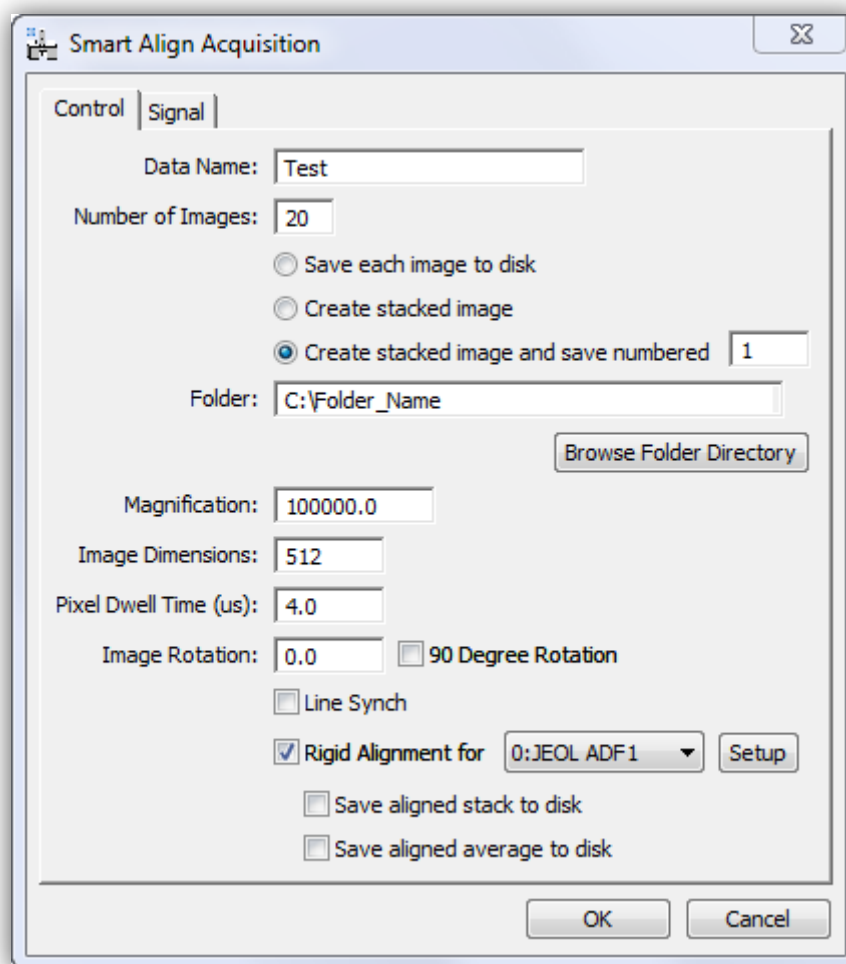 Smart Align Acquisition
Control Signal
Data Name: Test
Number of Images: 20
Save each image to disk
Create stacked image
Create stacked image and save numbered 1
Folder: C:\Folder_Name
Browse Folder Directory
Magnification: 100000.0
Image Dimensions: 512
Pixel Dwell Time (us): 4.0
Image Rotation: 0.0 90 Degree Rotation
Line Synch
Rigid Alignment for 0:JEOL ADF1 Setup
Save aligned stack to disk
Save aligned average to disk
OK Cancel